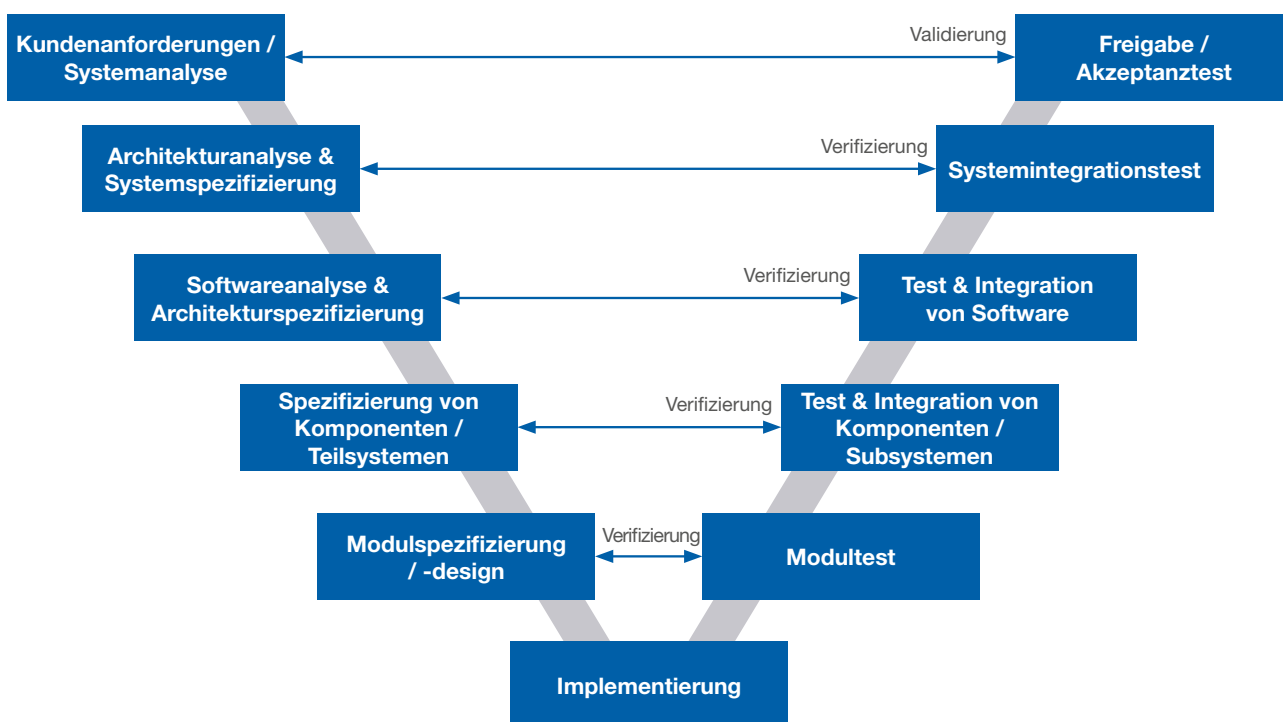 Kundenanforderungen /
Systemanalyse
Validierung
Freigabe /
Akzeptanztest
Architekturanalyse &
Systemspezifizierung
Verifizierung
Systemintegrationstest
Softwareanalyse &
Architekturspezifizierung
Verifizierung
Test & Integration
von Software
Spezifizierung von
Komponenten /
Teilsystemen
Verifizierung
Test & Integration von
Komponenten /
Subsystemen
Modulspezifizierung
/ -design
Verifizierung
Modultest
Implementierung